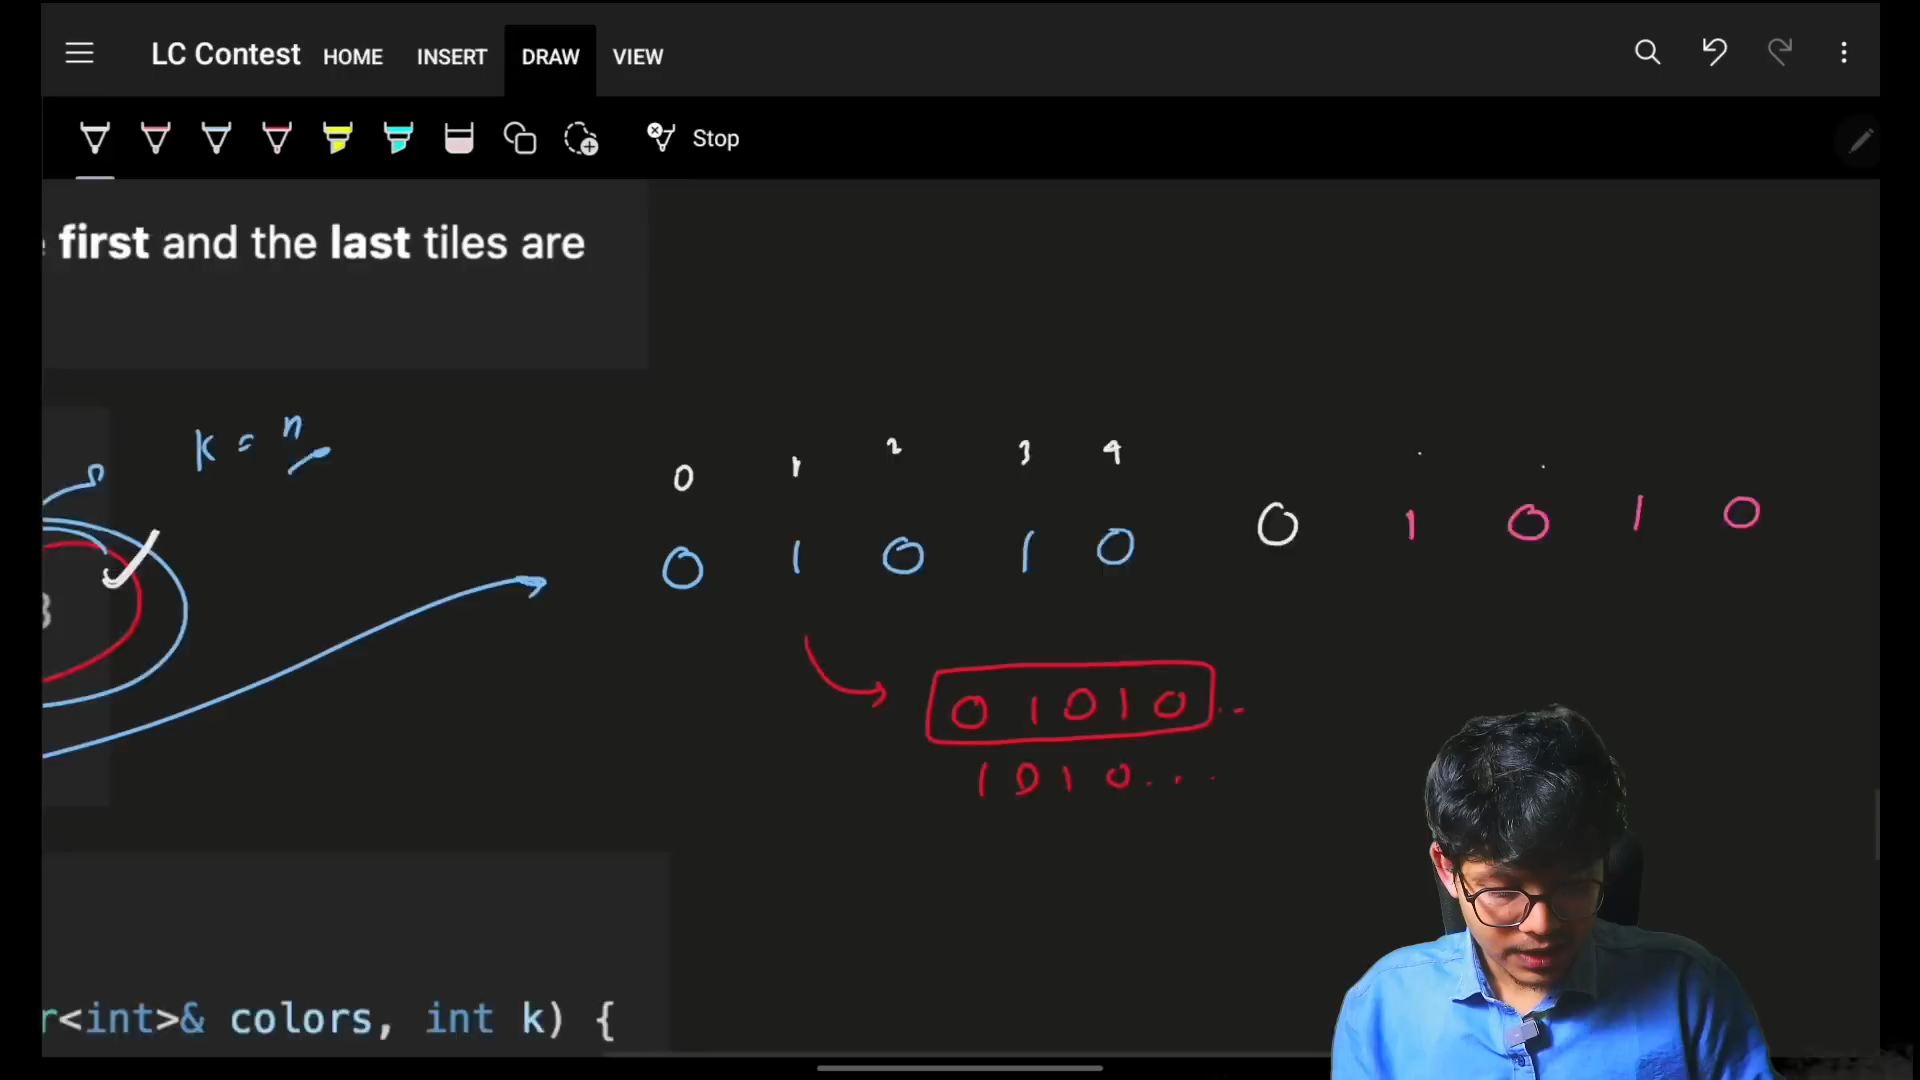 LC Contest HOME INSERT DRAW VIEW
Stop
first and the last tiles are
k = n
0 1 2 3 4
0 1 0 1 0 0 1 0 1 0
0 1 0 1 0 . .
1 0 1 0 . . .
3
r<int>& colors, int k) {